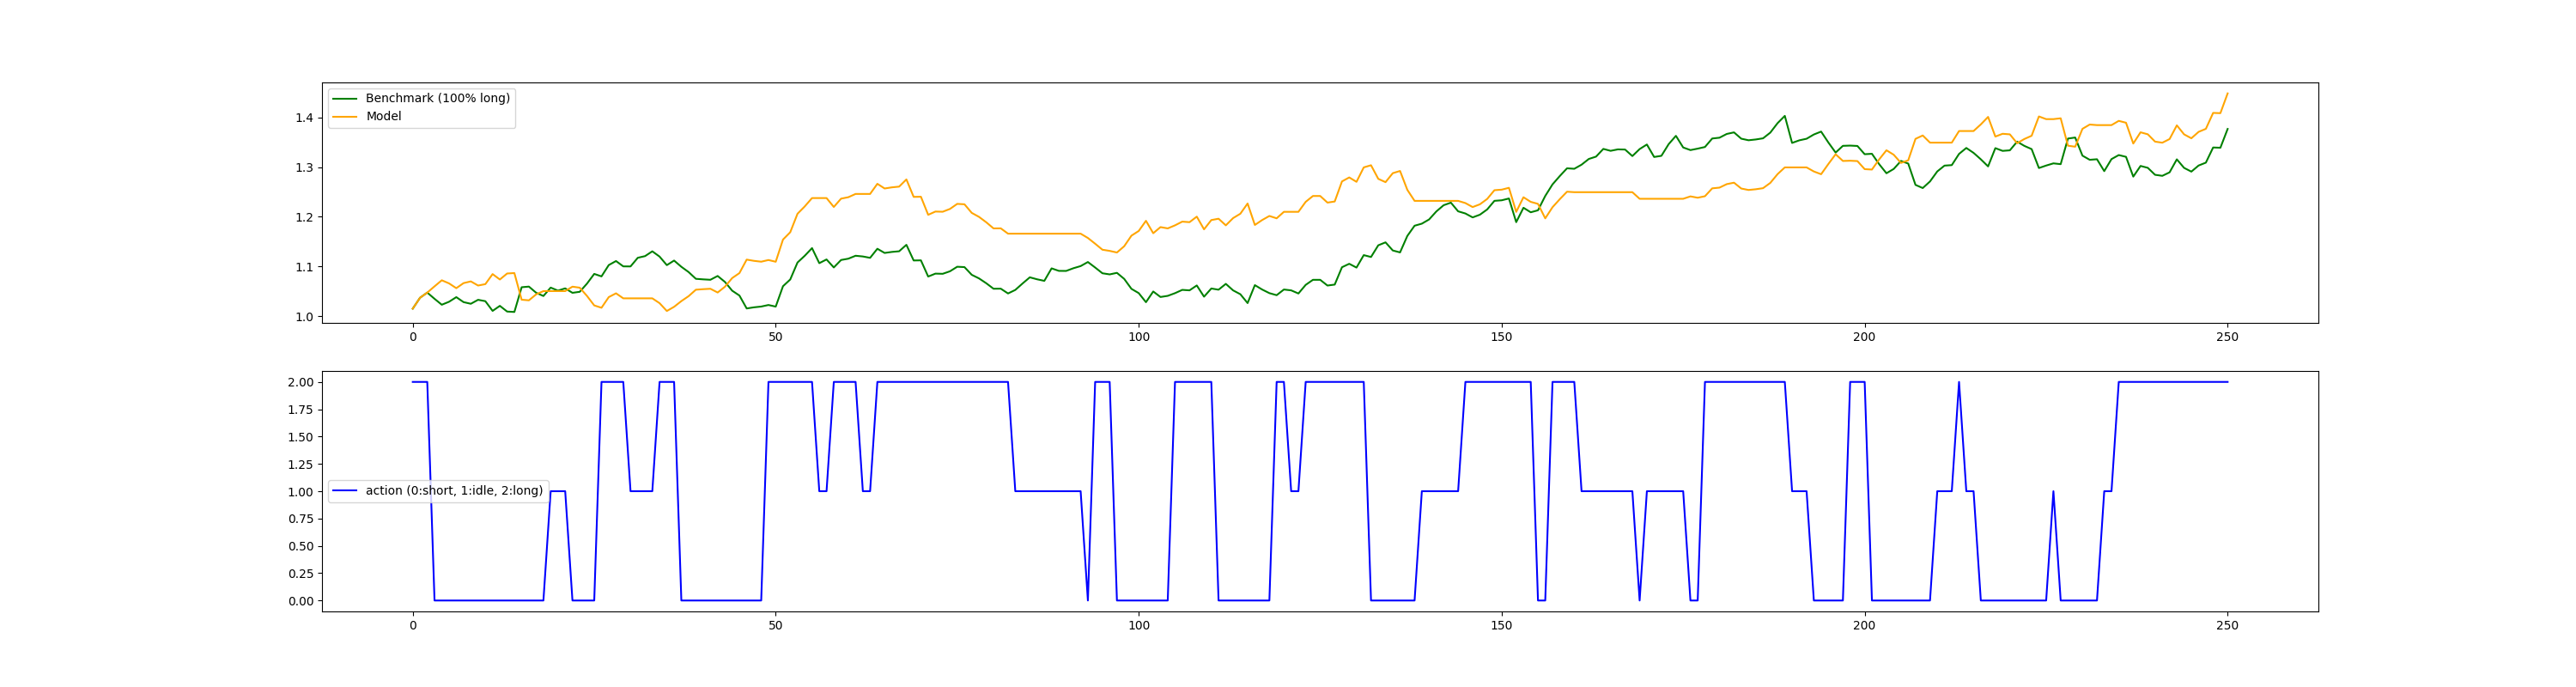 Benchmark (100% long)
Model
1.4
1.3
1.2
1.1
1.0
0 50 100 150 200 250
2.00
1.75
1.50
1.25
1.00
action (0:short, 1:idle, 2:long)
0.75
0.50
0.25
0.00
0 50 100 150 200 250